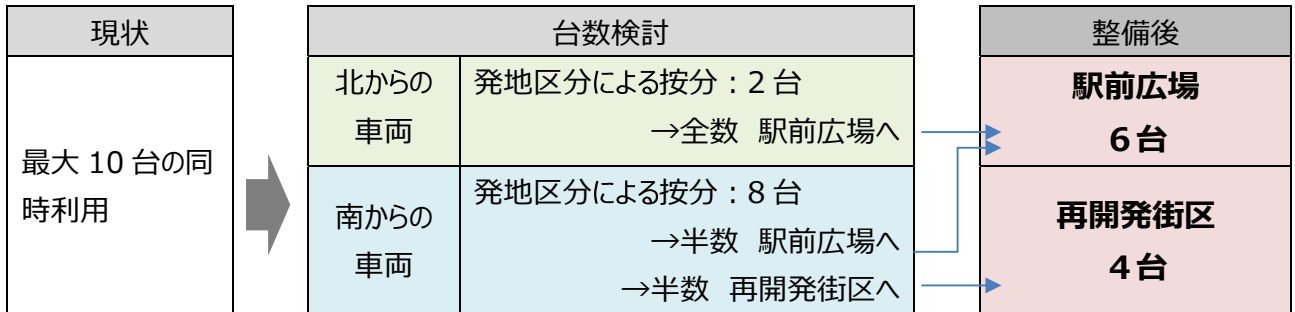 現状
最大 10 台の同
時利用
台数検討
北からの
車両
発地区分による按分：2 台
→全数 駅前広場へ
南からの
車両
発地区分による按分：8 台
→半数 駅前広場へ
→半数 再開発街区へ
整備後
駅前広場
6台
再開発街区
4台